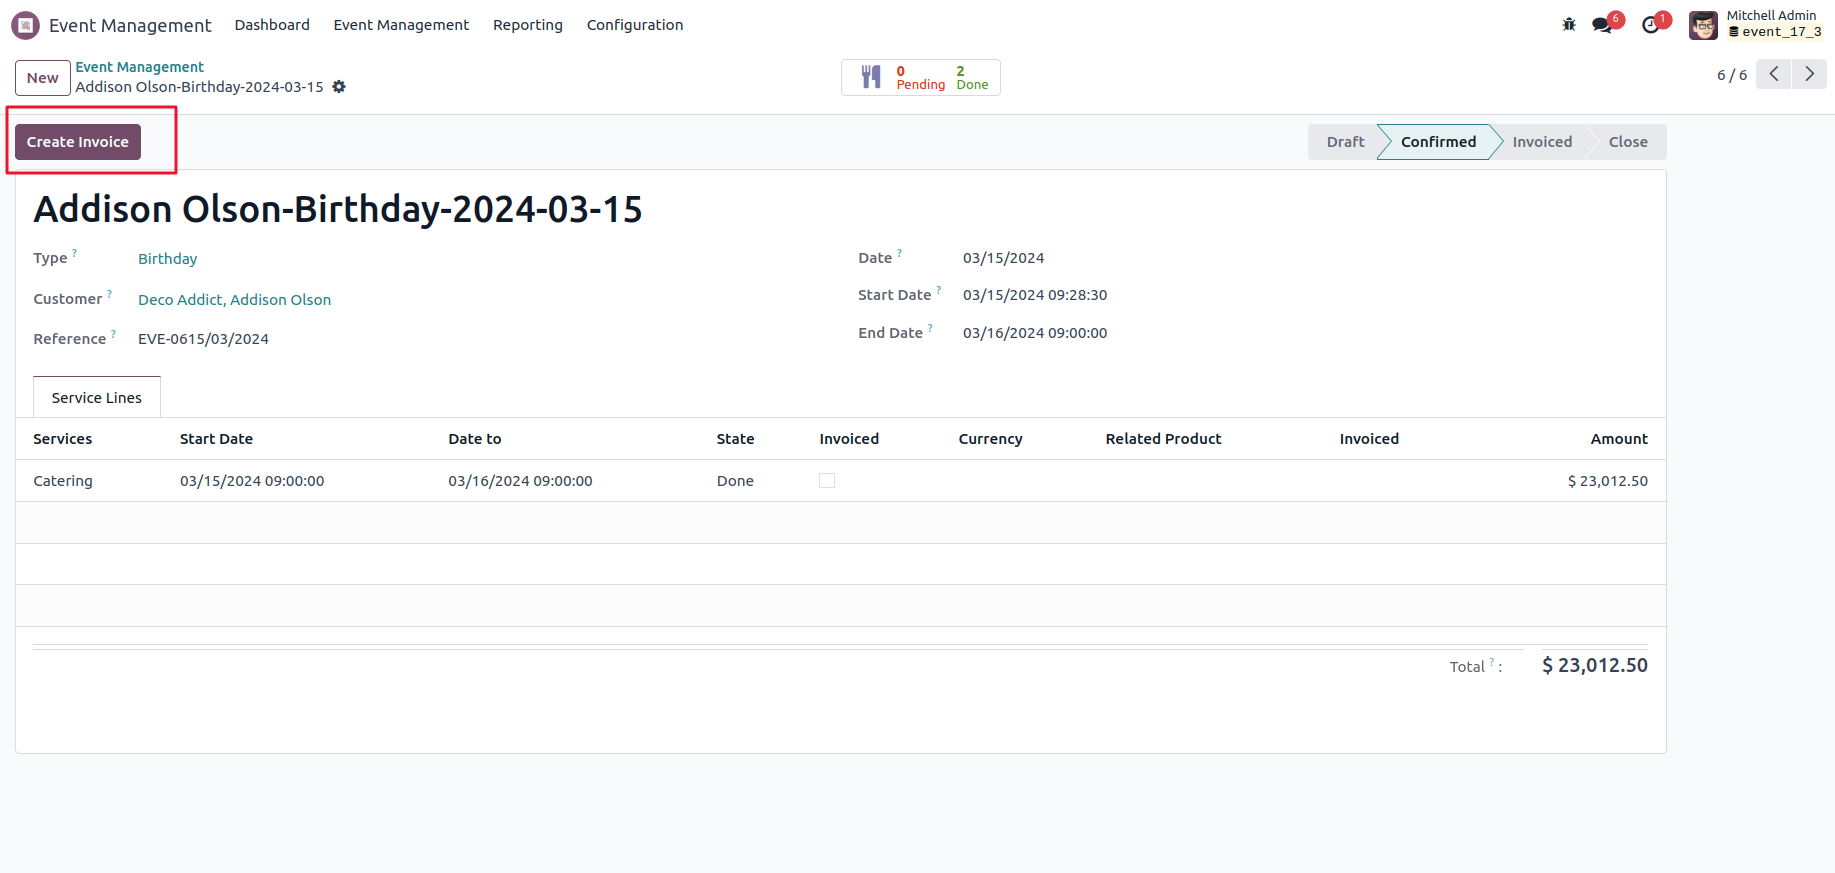 Event Management Dashboard Event Management Reporting Configuration 6 1 Mitchell Admin
event_17_3
New Event Management
Addison Olson-Birthday-2024-03-15
0 Pending 2 Done
6 / 6
Create Invoice
Draft Confirmed Invoiced Close
Addison Olson-Birthday-2024-03-15
Type ? Birthday
Customer ? Deco Addict, Addison Olson
Reference ? EVE-0615/03/2024
Date ? 03/15/2024
Start Date ? 03/15/2024 09:28:30
End Date ? 03/16/2024 09:00:00
Service Lines
Services Start Date Date to State Invoiced Currency Related Product Invoiced Amount
Catering 03/15/2024 09:00:00 03/16/2024 09:00:00 Done $ 23,012.50
Total ? : $ 23,012.50